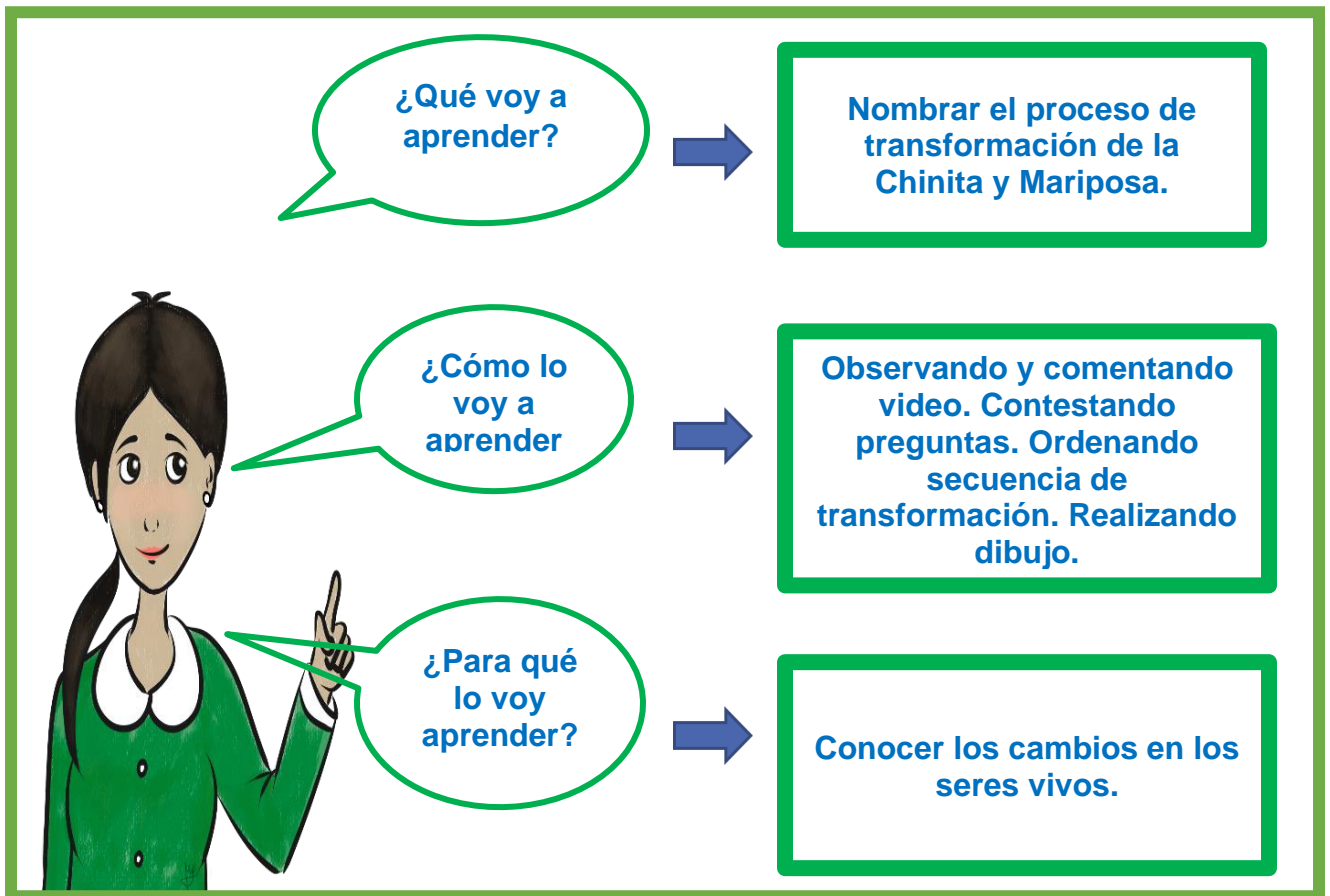 ¿Qué voy a
aprender?
Nombrar el proceso de
transformación de la
Chinita y Mariposa.
¿Cómo lo
voy a
aprender
Observando y comentando
video. Contestando
preguntas. Ordenando
secuencia de
transformación. Realizando
dibujo.
¿Para qué
lo voy
aprender?
Conocer los cambios en los
seres vivos.